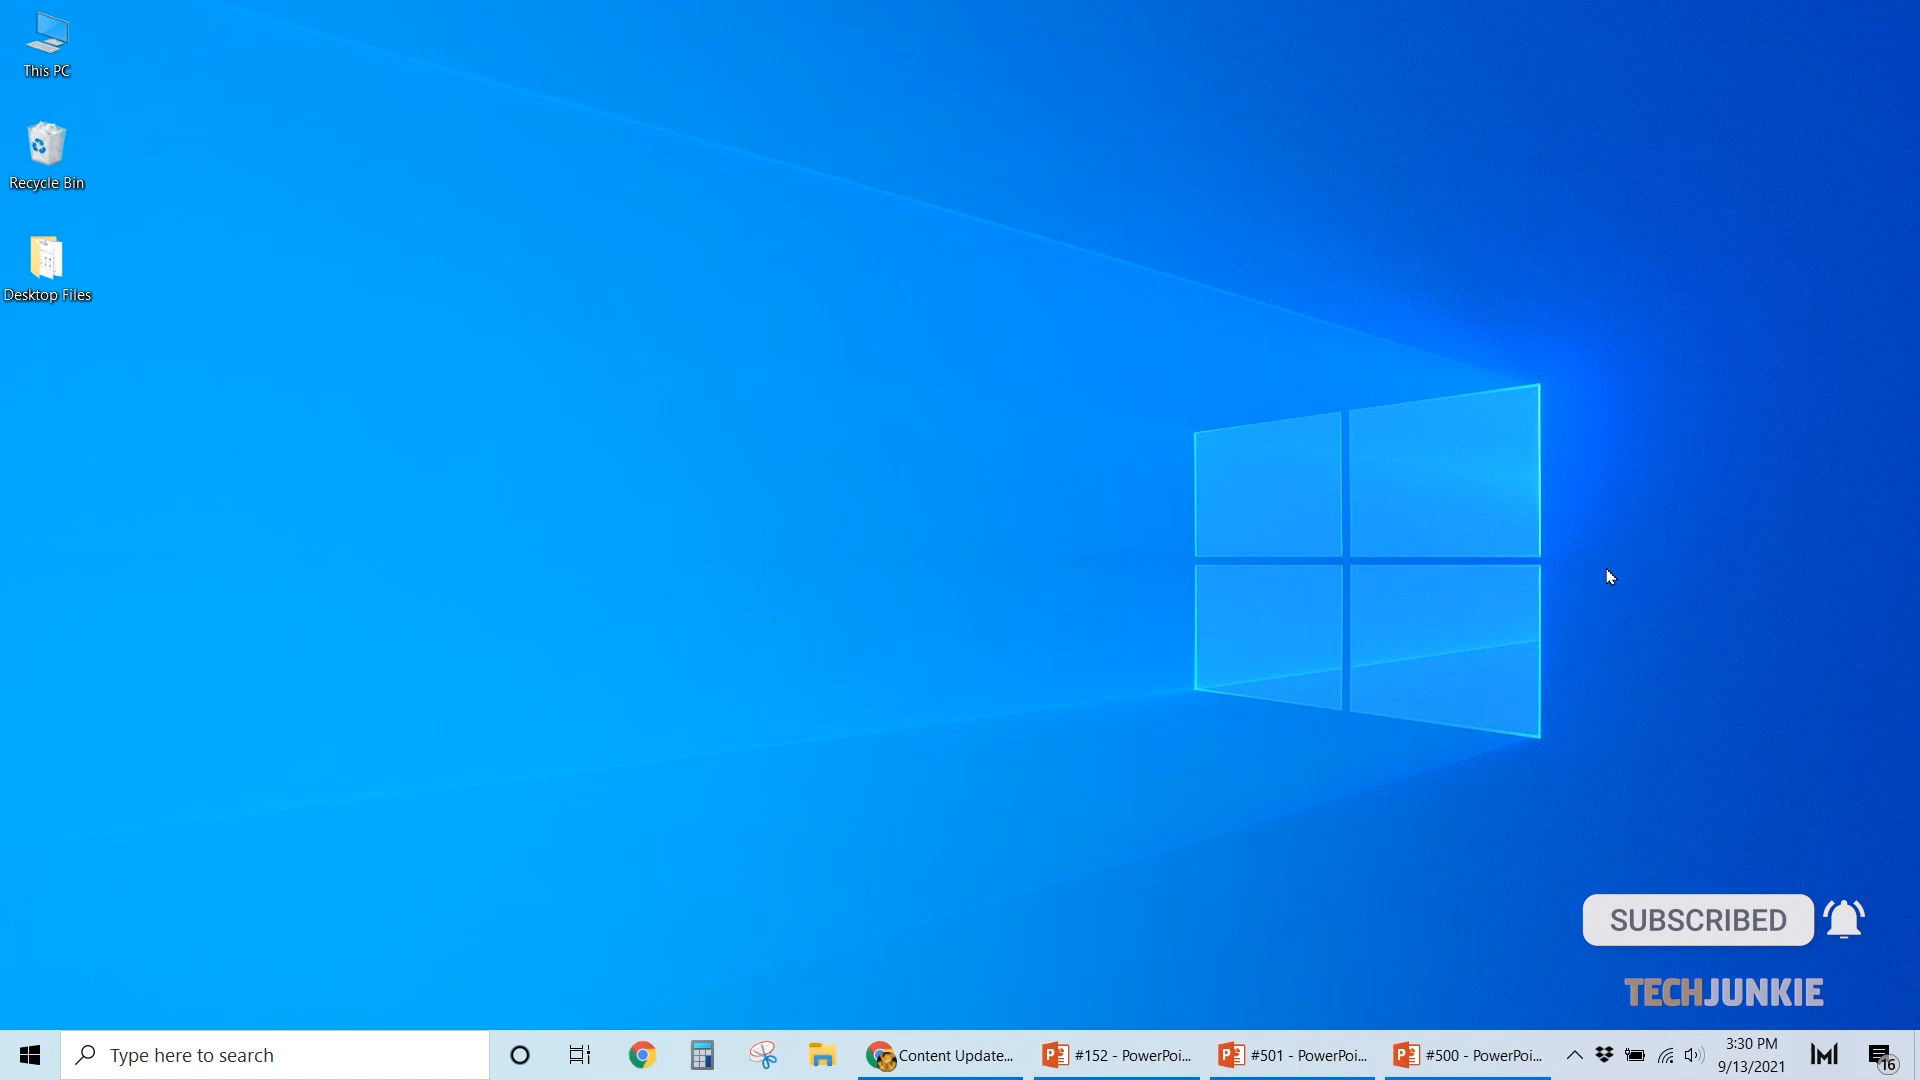 This PC
Recycle Bin
Desktop Files
SUBSCRIBED
TECHJUNKIE
Type here to search
Content Update...
#152 - PowerPoi...
#501 - PowerPoi...
#500 - PowerPoi...
3:30 PM
9/13/2021
16